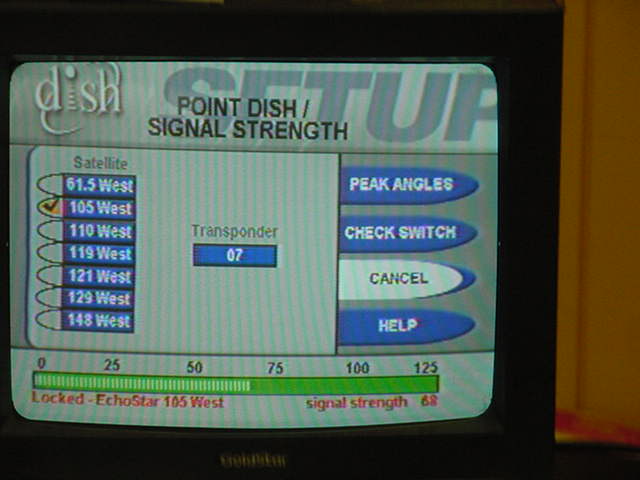 dish
SETUP
POINT DISH /
SIGNAL STRENGTH
Satellite
61.5 West
105 West
110 West
119 West
121 West
129 West
148 West
Transponder
07
PEAK ANGLES
CHECK SWITCH
CANCEL
HELP
0 25 50 75 100 125
Locked - EchoStar 105 West signal strength 68
GoldStar